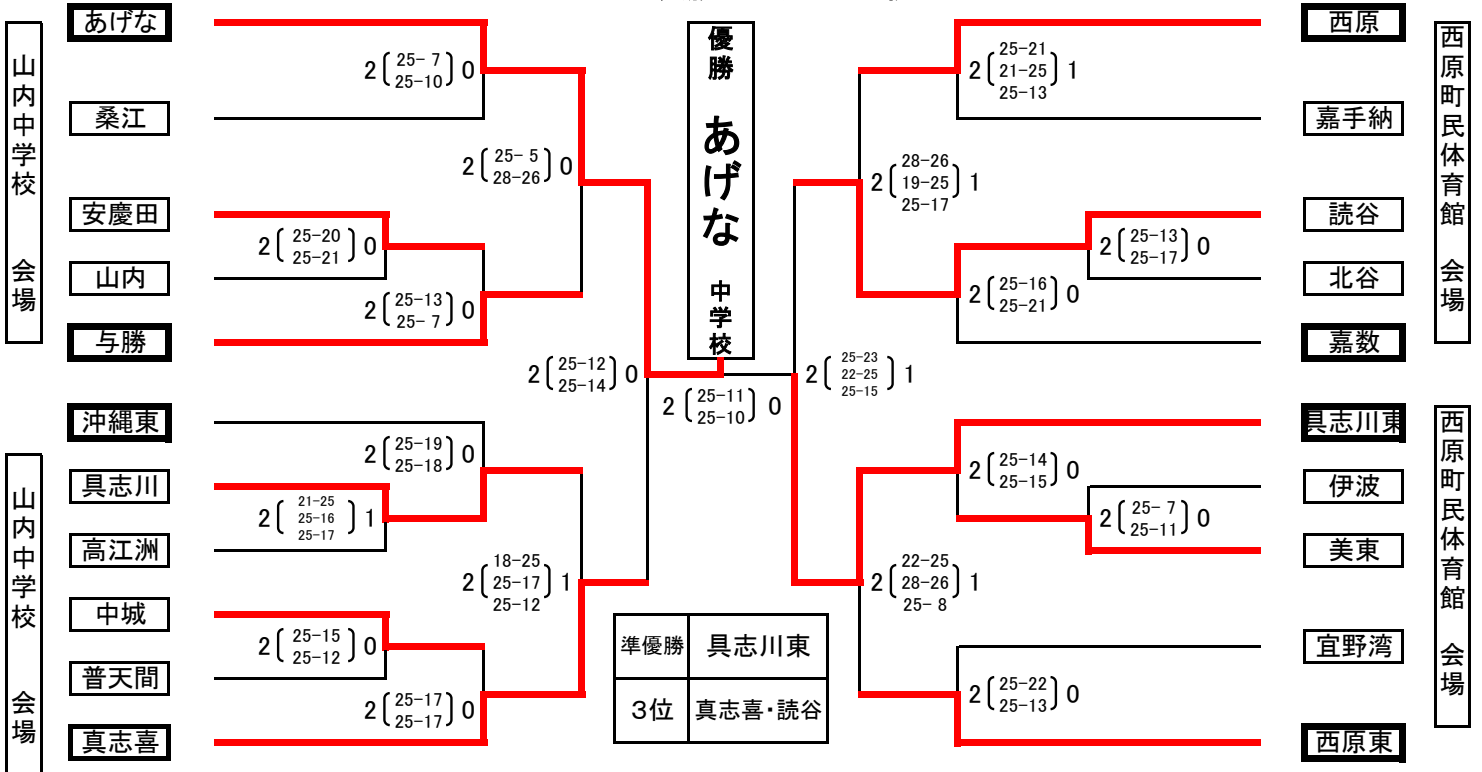 山内中学校 会場
あげな
桑江
安慶田
山内
与勝
2 (25- 7 25-10) 0
2 (25-20 25-21) 0
2 (25-13 25- 7) 0
2 (25- 5 28-26) 0
山内中学校 会場
沖縄東
具志川
高江洲
中城
普天間
真志喜
2 (25-19 25-18) 0
2 (21-25 25-16 25-17) 1
2 (25-15 25-12) 0
2 (25-17 25-17) 0
2 (18-25 25-17 25-12) 1
2 (25-12 25-14) 0
優勝 あげな 中学校
2 (25-11 25-10) 0
準優勝 具志川東
3位 真志喜・読谷
2 (25-23 22-25 25-15) 1
2 (25-21 21-25 25-13) 1
2 (28-26 19-25 25-17) 1
2 (25-13 25-17) 0
2 (25-16 25-21) 0
西原
嘉手納
読谷
北谷
嘉数
西原町民体育館 会場
2 (25-14 25-15) 0
2 (25- 7 25-11) 0
2 (22-25 28-26 25- 8) 1
2 (25-22 25-13) 0
具志川東
伊波
美東
宜野湾
西原東
西原町民体育館 会場